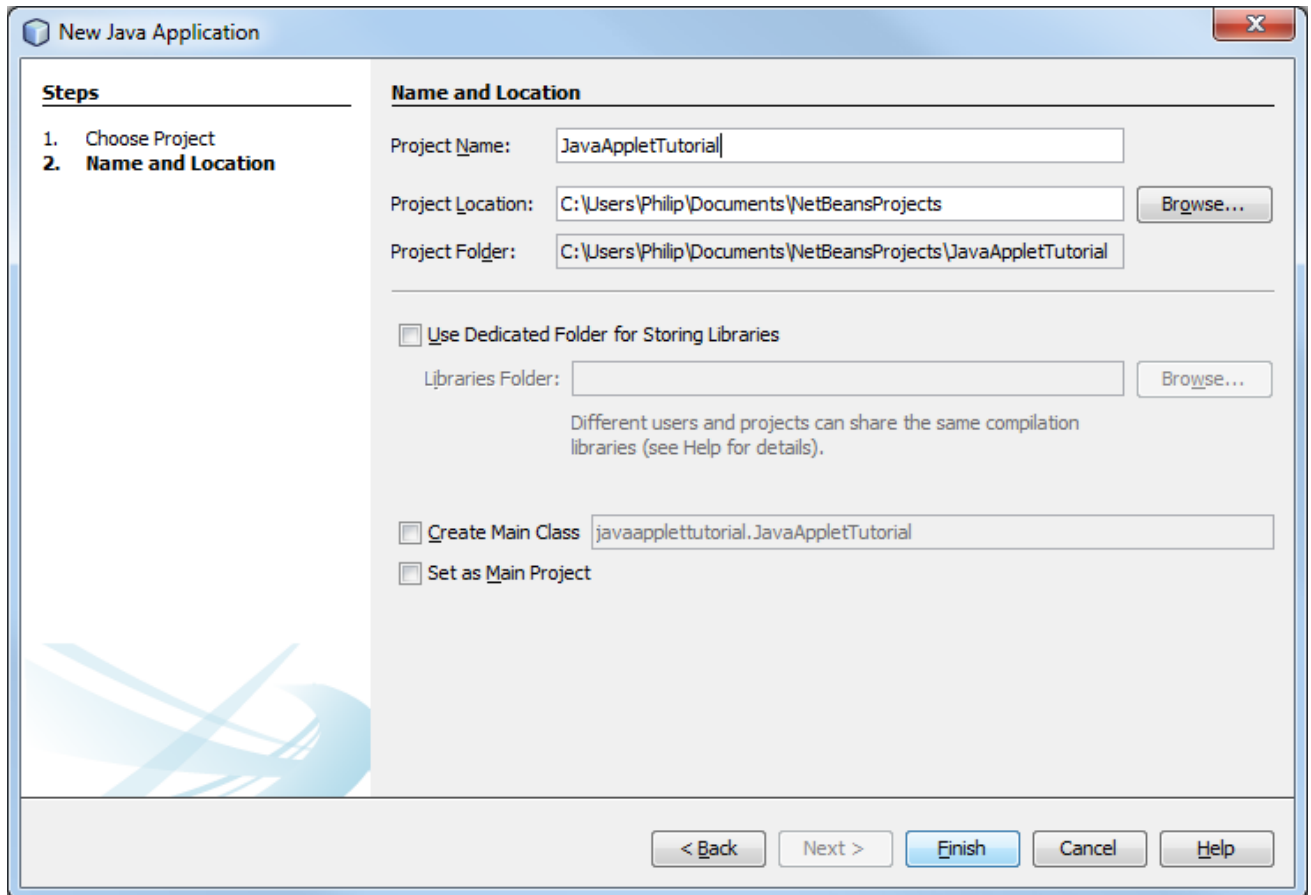 New Java Application
Steps
1. Choose Project
2. Name and Location
Name and Location
Project Name: JavaAppletTutorial
Project Location: C:\Users\Philip\Documents\NetBeansProjects Browse...
Project Folder: C:\Users\Philip\Documents\NetBeansProjects\JavaAppletTutorial
Use Dedicated Folder for Storing Libraries
Libraries Folder: Browse...
Different users and projects can share the same compilation
libraries (see Help for details).
Create Main Class javaapplettutorial.JavaAppletTutorial
Set as Main Project
< Back Next > Finish Cancel Help